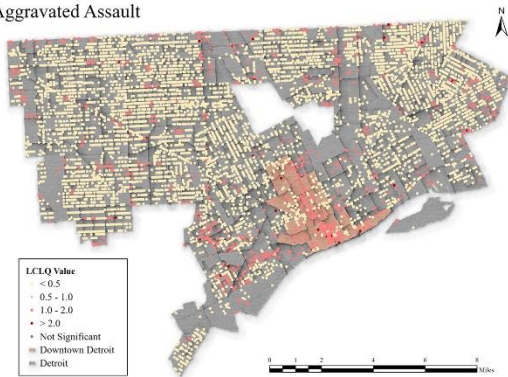 Aggravated Assault
N
LCLQ Value
< 0.5
0.5 - 1.0
1.0 - 2.0
> 2.0
Not Significant
Downtown Detroit
Detroit
0 1 2 4 6 8
Miles